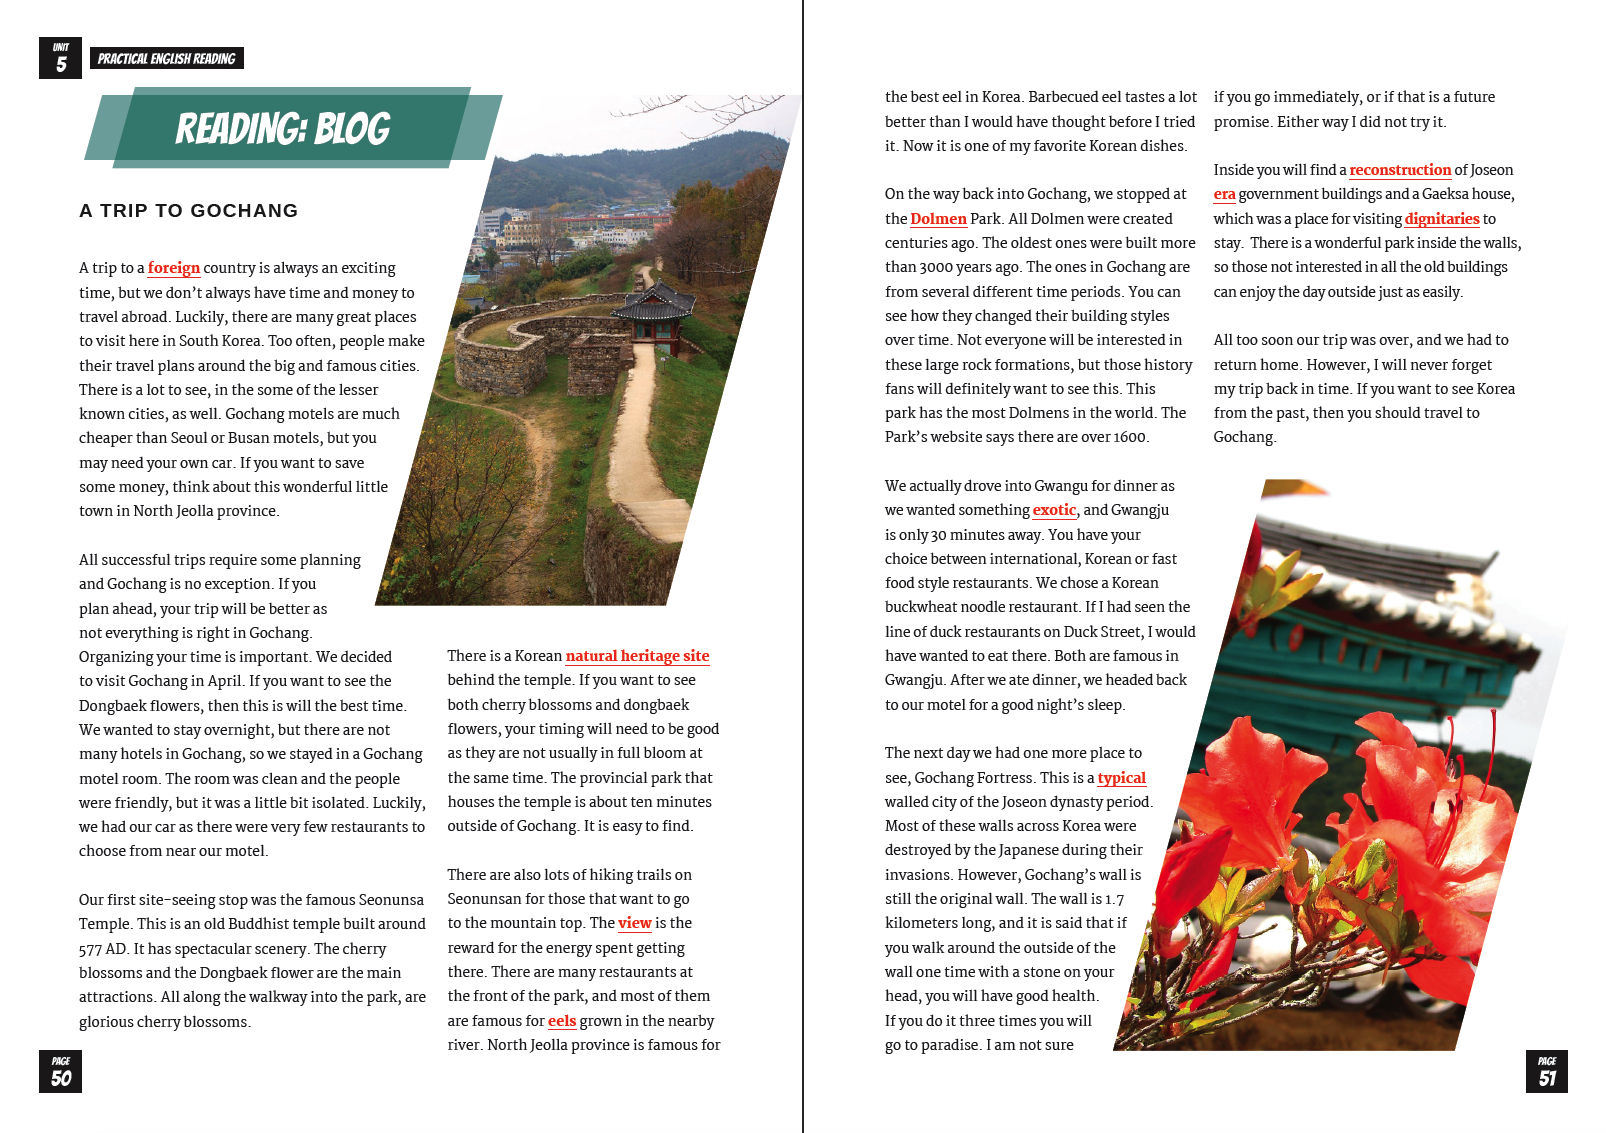 UNIT
5
PRACTICAL ENGLISH READING
READING: BLOG
A TRIP TO GOCHANG
A trip to a foreign country is always an exciting
time, but we don’t always have time and money to
travel abroad. Luckily, there are many great places
to visit here in South Korea. Too often, people make
their travel plans around the big and famous cities.
There is a lot to see, in the some of the lesser
known cities, as well. Gochang motels are much
cheaper than Seoul or Busan motels, but you
may need your own car. If you want to save
some money, think about this wonderful little
town in North Jeolla province.
All successful trips require some planning
and Gochang is no exception. If you
plan ahead, your trip will be better as
not everything is right in Gochang.
Organizing your time is important. We decided
to visit Gochang in April. If you want to see the
Dongbaek flowers, then this is will the best time.
We wanted to stay overnight, but there are not
many hotels in Gochang, so we stayed in a Gochang
motel room. The room was clean and the people
were friendly, but it was a little bit isolated. Luckily,
we had our car as there were very few restaurants to
choose from near our motel.
Our first site-seeing stop was the famous Seonunsa
Temple. This is an old Buddhist temple built around
577 AD. It has spectacular scenery. The cherry
blossoms and the Dongbaek flower are the main
attractions. All along the walkway into the park, are
glorious cherry blossoms.
There is a Korean natural heritage site
behind the temple. If you want to see
both cherry blossoms and dongbaek
flowers, your timing will need to be good
as they are not usually in full bloom at
the same time. The provincial park that
houses the temple is about ten minutes
outside of Gochang. It is easy to find.
There are also lots of hiking trails on
Seonunsan for those that want to go
to the mountain top. The view is the
reward for the energy spent getting
there. There are many restaurants at
the front of the park, and most of them
are famous for eels grown in the nearby
river. North Jeolla province is famous for
PAGE
50
the best eel in Korea. Barbecued eel tastes a lot
better than I would have thought before I tried
it. Now it is one of my favorite Korean dishes.
On the way back into Gochang, we stopped at
the Dolmen Park. All Dolmen were created
centuries ago. The oldest ones were built more
than 3000 years ago. The ones in Gochang are
from several different time periods. You can
see how they changed their building styles
over time. Not everyone will be interested in
these large rock formations, but those history
fans will definitely want to see this. This
park has the most Dolmens in the world. The
Park’s website says there are over 1600.
We actually drove into Gwangu for dinner as
we wanted something exotic, and Gwangju
is only 30 minutes away. You have your
choice between international, Korean or fast
food style restaurants. We chose a Korean
buckwheat noodle restaurant. If I had seen the
line of duck restaurants on Duck Street, I would
have wanted to eat there. Both are famous in
Gwangju. After we ate dinner, we headed back
to our motel for a good night’s sleep.
The next day we had one more place to
see, Gochang Fortress. This is a typical
walled city of the Joseon dynasty period.
Most of these walls across Korea were
destroyed by the Japanese during their
invasions. However, Gochang’s wall is
still the original wall. The wall is 1.7
kilometers long, and it is said that if
you walk around the outside of the
wall one time with a stone on your
head, you will have good health.
If you do it three times you will
go to paradise. I am not sure
if you go immediately, or if that is a future
promise. Either way I did not try it.
Inside you will find a reconstruction of Joseon
era government buildings and a Gaeksa house,
which was a place for visiting dignitaries to
stay. There is a wonderful park inside the walls,
so those not interested in all the old buildings
can enjoy the day outside just as easily.
All too soon our trip was over, and we had to
return home. However, I will never forget
my trip back in time. If you want to see Korea
from the past, then you should travel to
Gochang.
PAGE
51